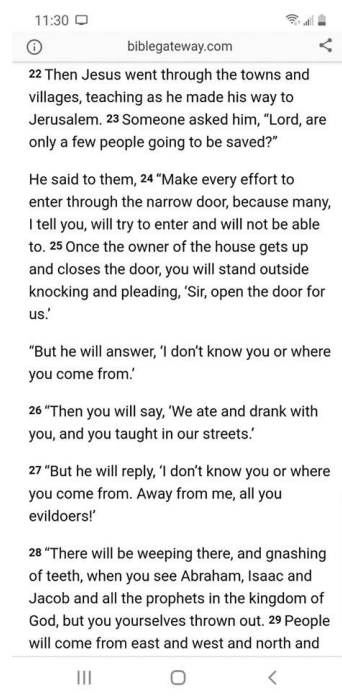 11:30
biblegateway.com
22 Then Jesus went through the towns and
villages, teaching as he made his way to
Jerusalem. 23 Someone asked him, “Lord, are
only a few people going to be saved?”
He said to them, 24 “Make every effort to
enter through the narrow door, because many,
I tell you, will try to enter and will not be able
to. 25 Once the owner of the house gets up
and closes the door, you will stand outside
knocking and pleading, ‘Sir, open the door for
us.’
“But he will answer, ‘I don’t know you or where
you come from.’
26 “Then you will say, ‘We ate and drank with
you, and you taught in our streets.’
27 “But he will reply, ‘I don’t know you or where
you come from. Away from me, all you
evildoers!’
28 “There will be weeping there, and gnashing
of teeth, when you see Abraham, Isaac and
Jacob and all the prophets in the kingdom of
God, but you yourselves thrown out. 29 People
will come from east and west and north and